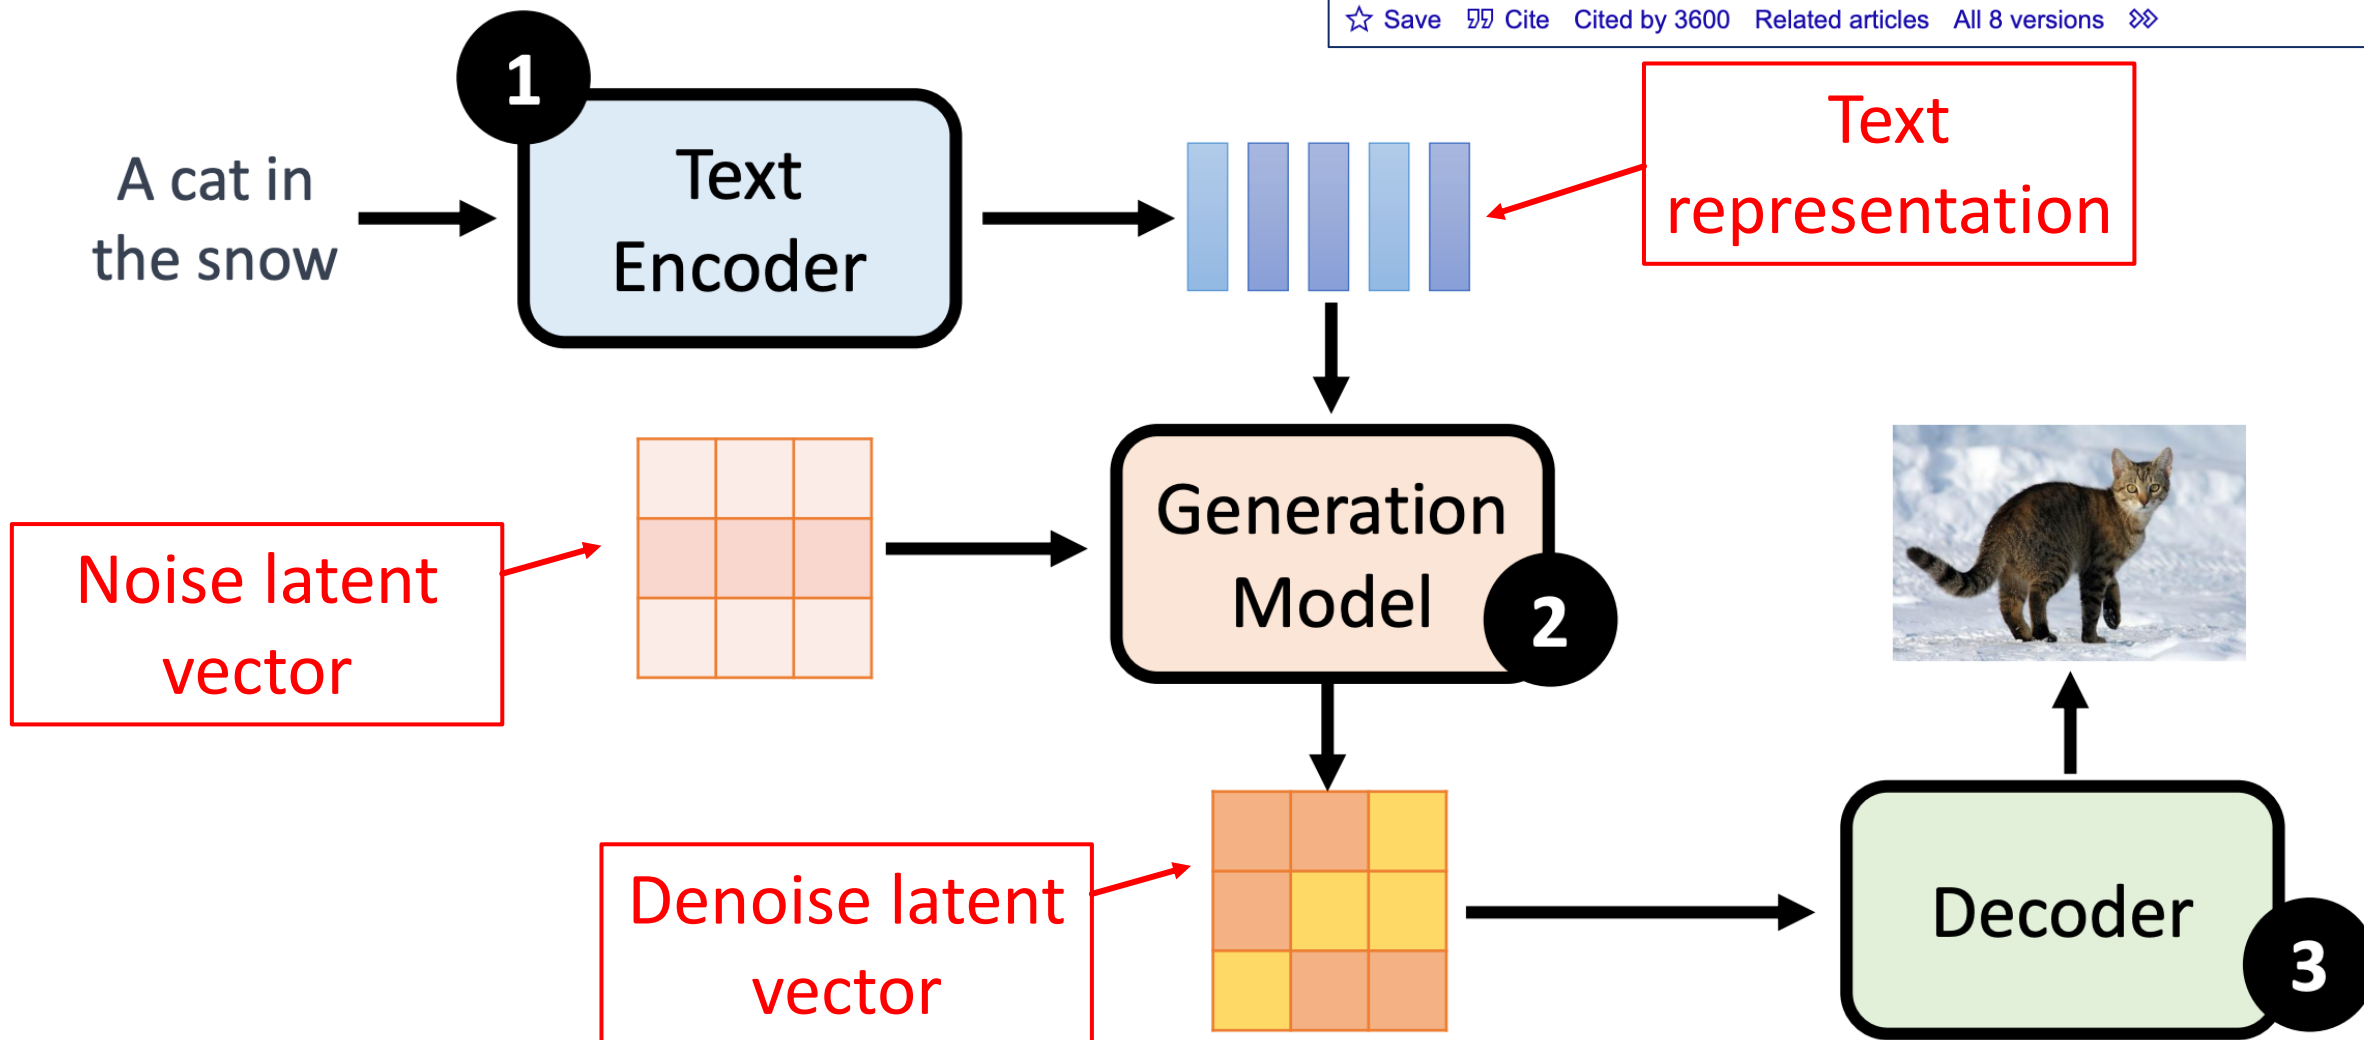 Save Cite Cited by 3600 Related articles All 8 versions
1
Text
Encoder
A cat in
the snow
Text
representation
Noise latent
vector
Generation
Model
2
Denoise latent
vector
Decoder
3